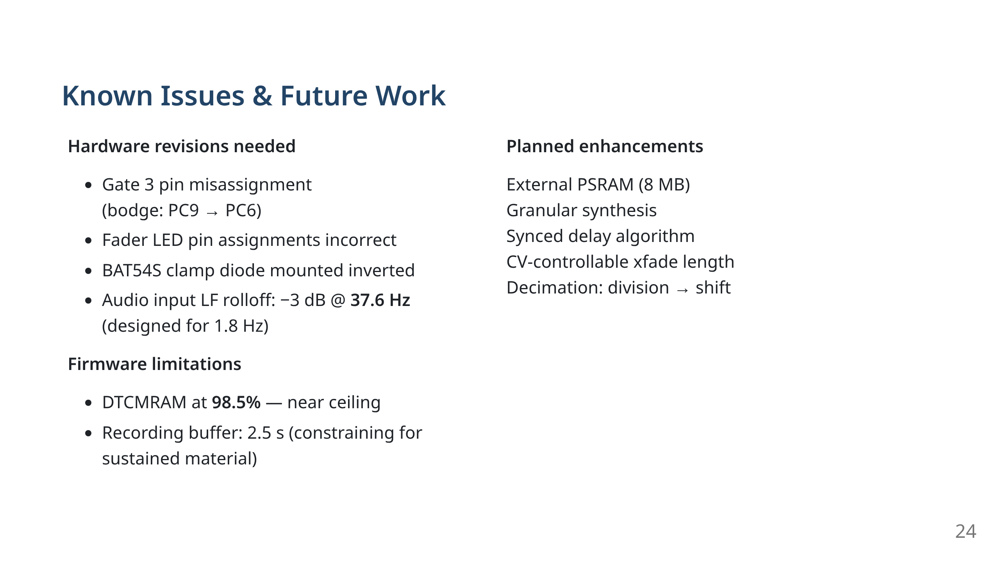 Known Issues & Future Work
Hardware revisions needed
• Gate 3 pin misassignment
(bodge: PC9 → PC6)
• Fader LED pin assignments incorrect
• BAT54S clamp diode mounted inverted
• Audio input LF rolloff: −3 dB @ 37.6 Hz
(designed for 1.8 Hz)
Firmware limitations
• DTCMRAM at 98.5% — near ceiling
• Recording buffer: 2.5 s (constraining for
sustained material)
Planned enhancements
External PSRAM (8 MB)
Granular synthesis
Synced delay algorithm
CV-controllable xfade length
Decimation: division → shift
24